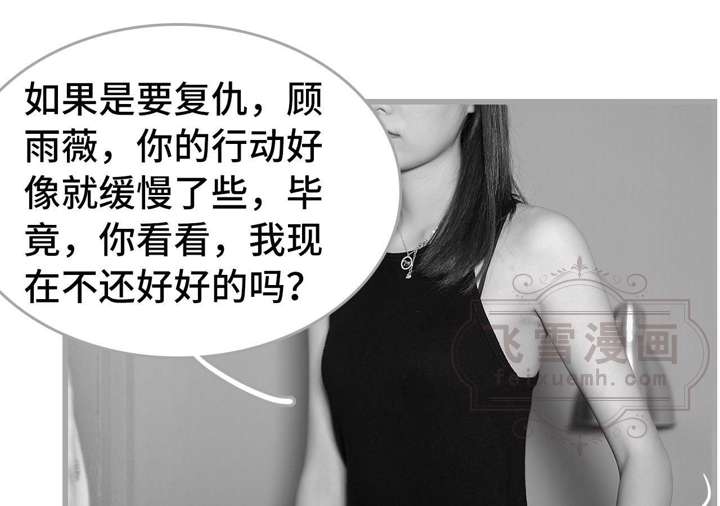 如果是要复仇，顾
雨薇，你的行动好
像就缓慢了些，毕
竟，你看看，我现
在不还好好的吗？
飞雪漫画
feixuemh.com